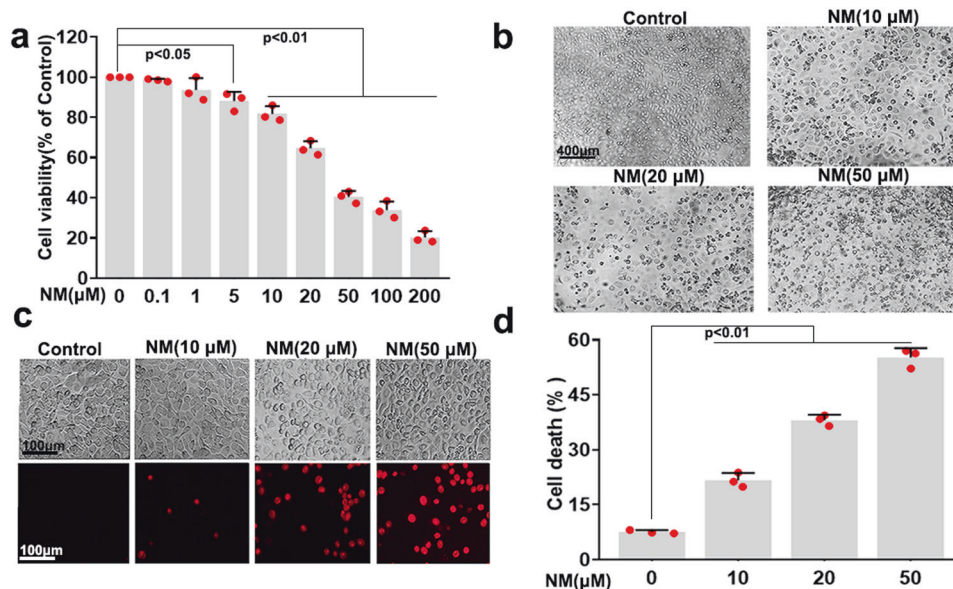 a
Cell viability(% of Control)
120
100
80
60
40
20
0
p<0.05
p<0.01
NM(μM) 0 0.1 1 5 10 20 50 100 200
b
Control NM(10 μM)
400μm
NM(20 μM) NM(50 μM)
c
Control NM(10 μM) NM(20 μM) NM(50 μM)
100μm
100μm
d
Cell death (%)
60
45
30
15
0
p<0.01
NM(μM) 0 10 20 50